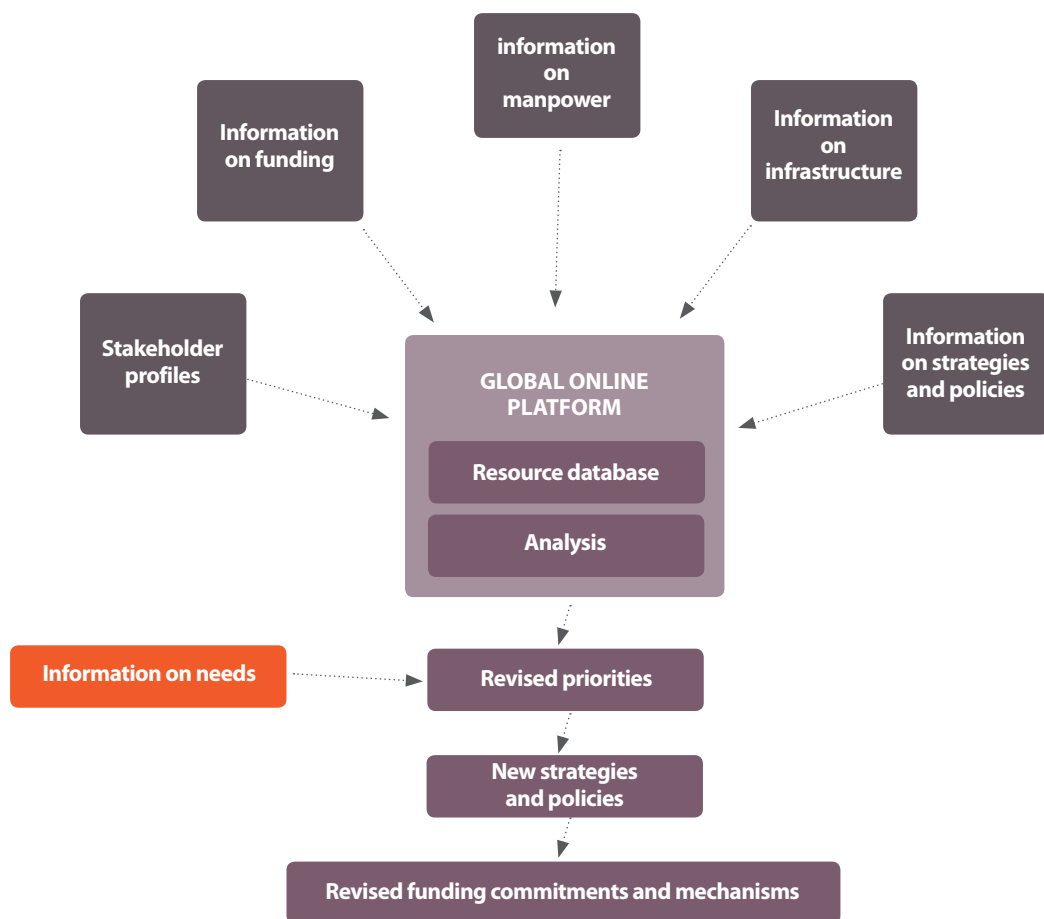 information
on
manpower
Information
on funding
Information
on
infrastructure
Stakeholder
profiles
Information
on strategies
and policies
GLOBAL ONLINE
PLATFORM
Resource database
Analysis
Information on needs
Revised priorities
New strategies
and policies
Revised funding commitments and mechanisms